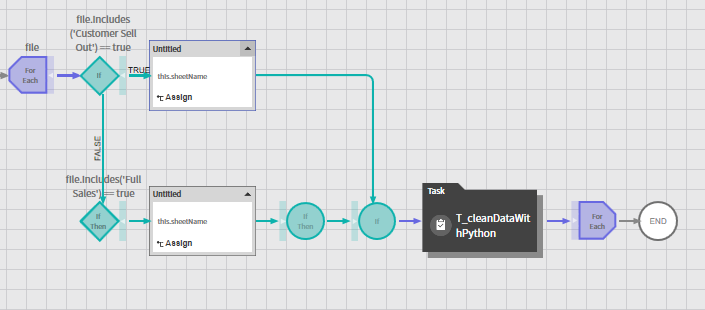 file
For
Each
file.Includes
('Customer Sell
Out') == true
If
TRUE
Untitled
this.sheetName
Assign
FALSE
file.Includes('Full
Sales') == true
If
Then
Untitled
this.sheetName
Assign
If
Then
If
Task
T_cleanDataWit
hPython
For
Each
END